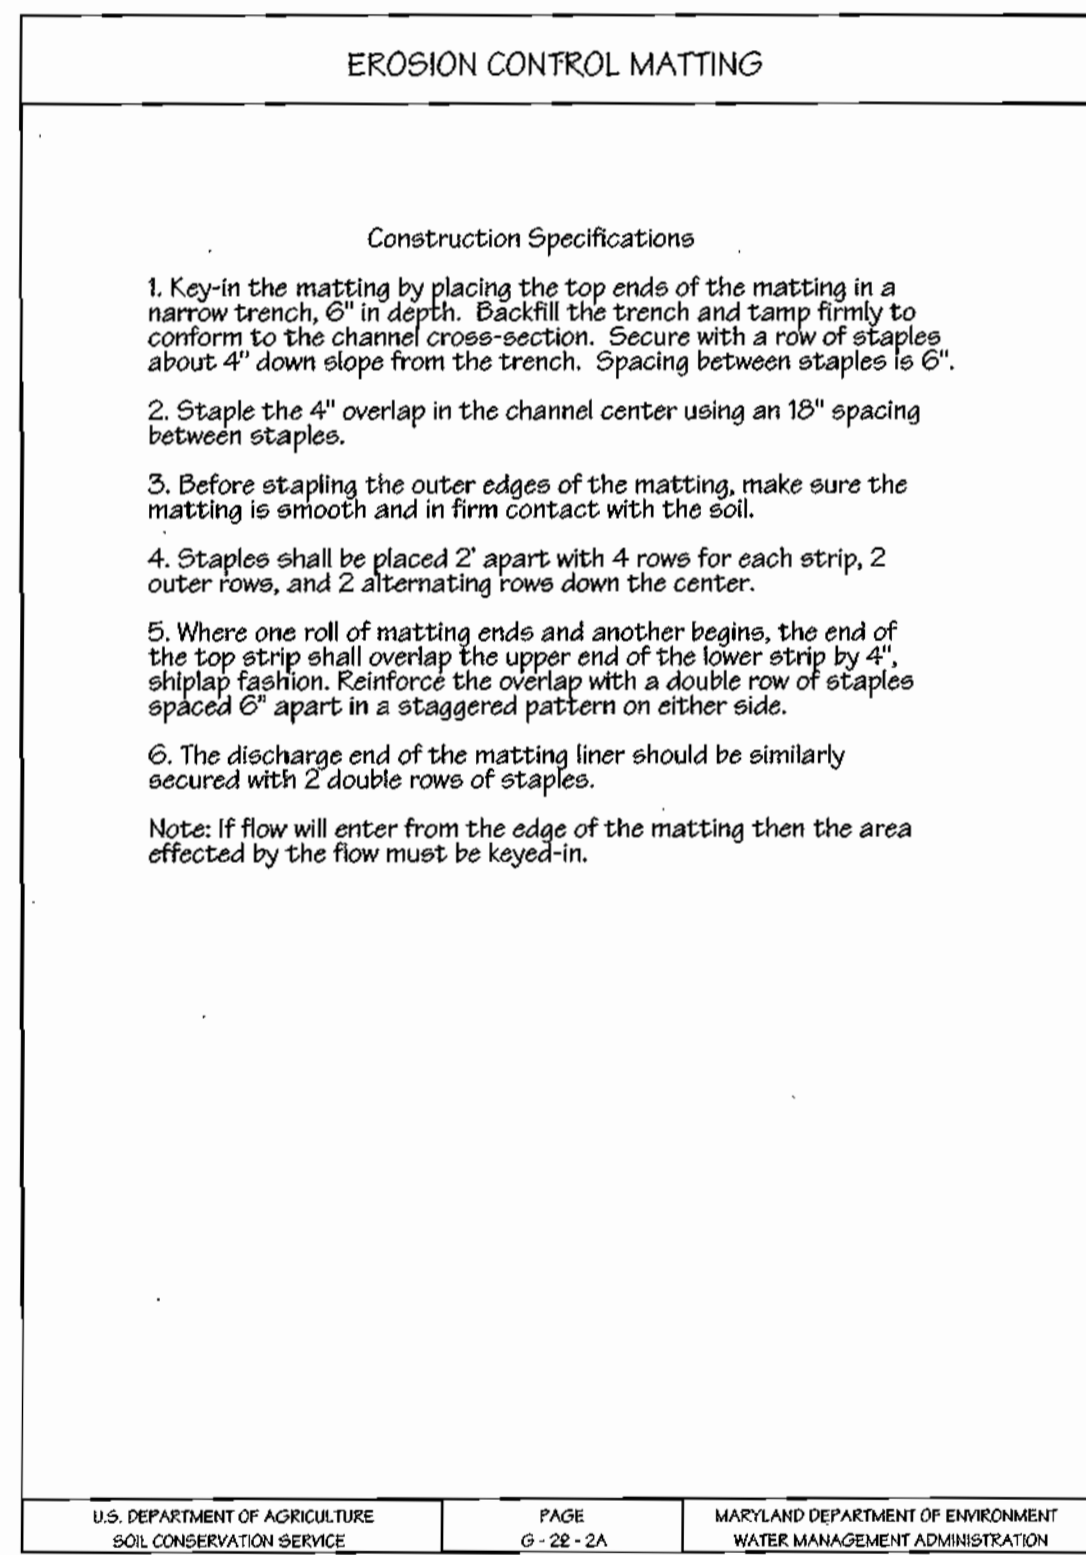 EROSION CONTROL MATTING
Construction Specifications
1. Key-in the matting by placing the top ends of the matting in a
narrow trench, 6" in depth. Backfill the trench and tamp firmly to
conform to the channel cross-section. Secure with a row of staples
about 4" down slope from the trench. Spacing between staples is 6".
2. Staple the 4" overlap in the channel center using an 18" spacing
between staples.
3. Before stapling the outer edges of the matting, make sure the
matting is smooth and in firm contact with the soil.
4. Staples shall be placed 2' apart with 4 rows for each strip, 2
outer rows, and 2 alternating rows down the center.
5. Where one roll of matting ends and another begins, the end of
the top strip shall overlap the upper end of the lower strip by 4",
shiplap fashion. Reinforce the overlap with a double row of staples
spaced 6" apart in a staggered pattern on either side.
6. The discharge end of the matting liner should be similarly
secured with 2 double rows of staples.
Note: If flow will enter from the edge of the matting then the area
effected by the flow must be keyed-in.
U.S. DEPARTMENT OF AGRICULTURE
SOIL CONSERVATION SERVICE
PAGE
G - 22 - 2A
MARYLAND DEPARTMENT OF ENVIRONMENT
WATER MANAGEMENT ADMINISTRATION